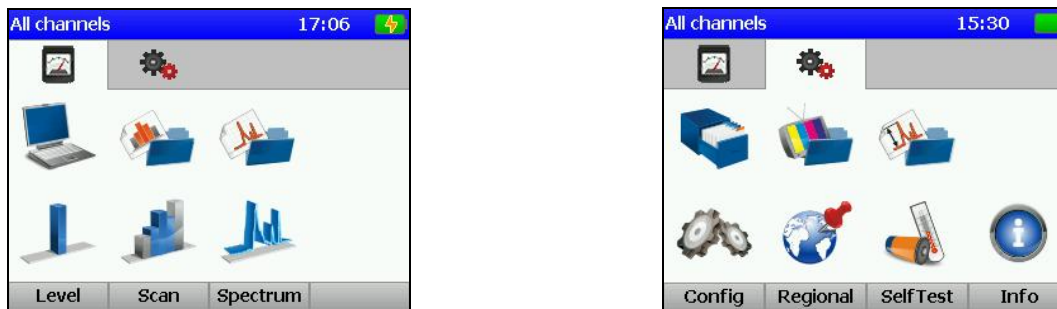 All channels 17:06
Level Scan Spectrum
All channels 15:30
Config Regional SelfTest Info